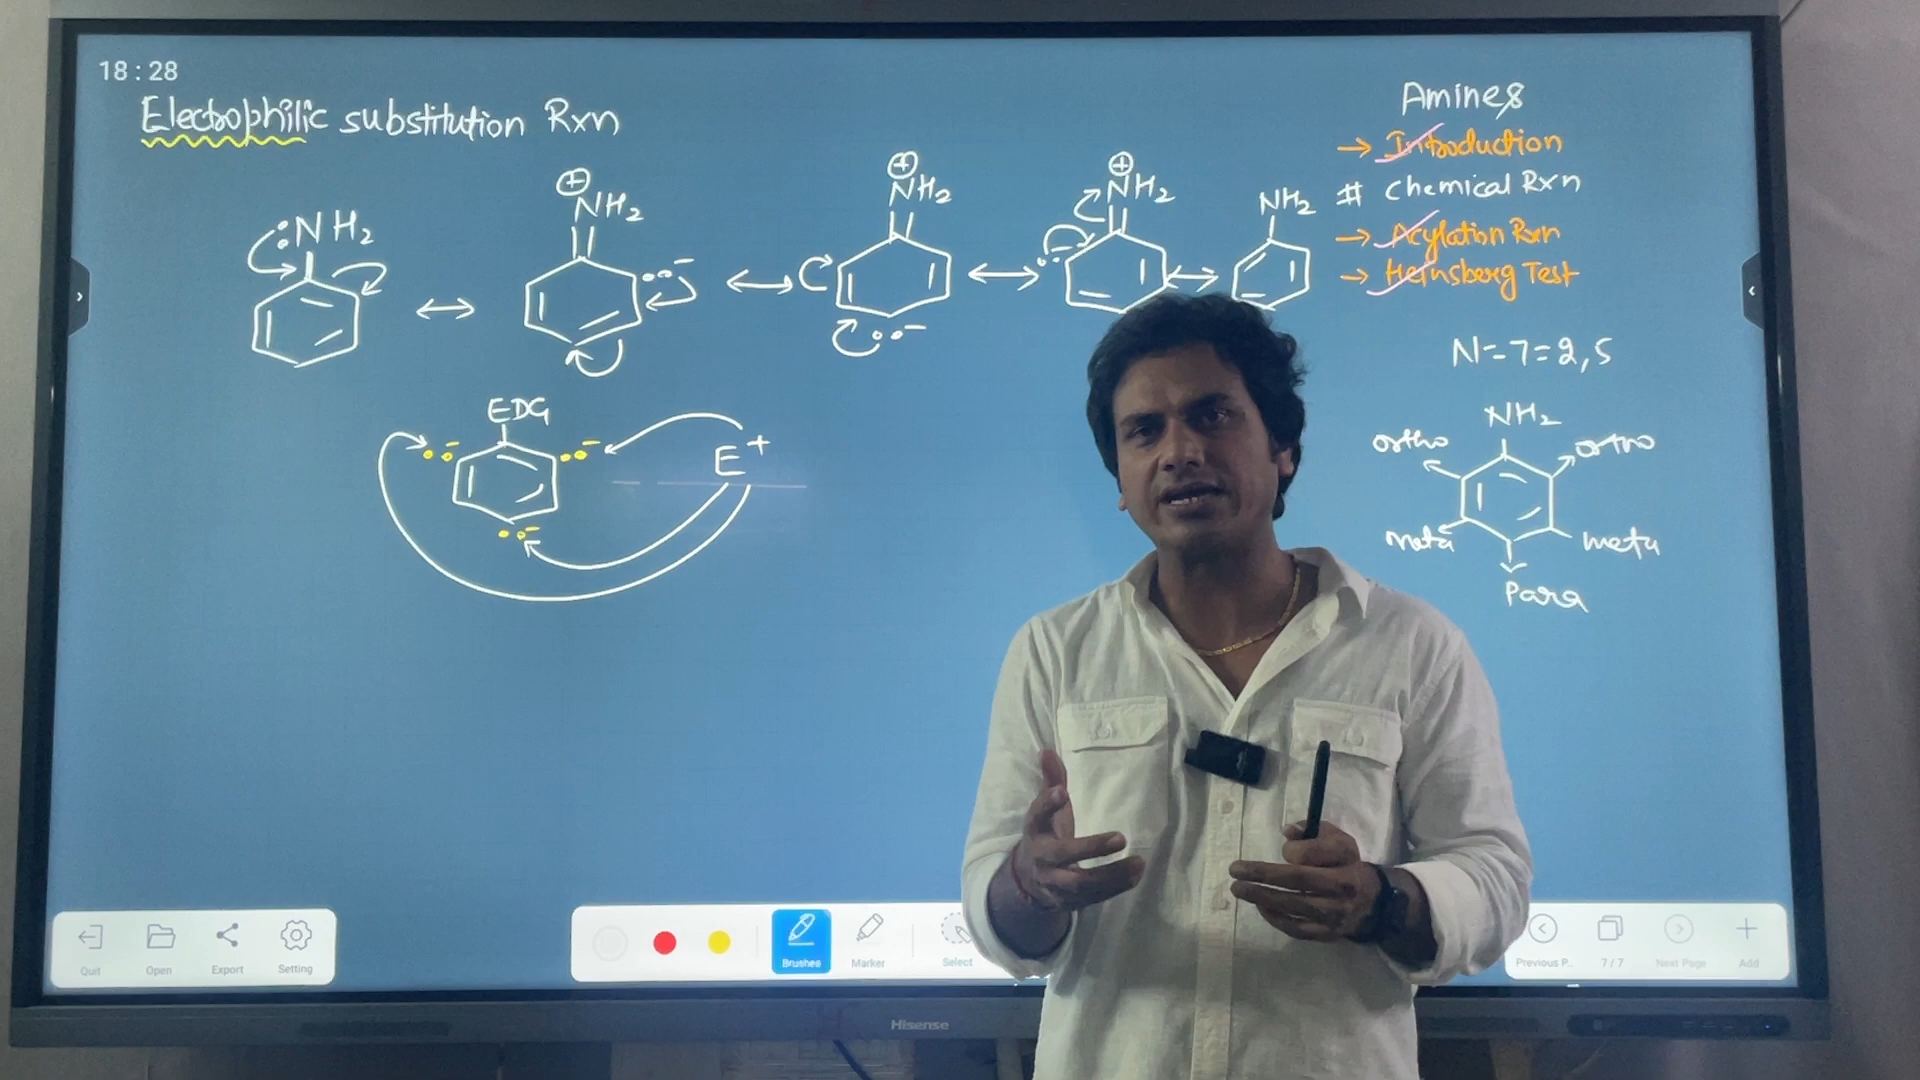 18 : 28
Electrophilic substitution Rxn
Amines
→ Introduction
# Chemical Rxn
→ Acylation Rxn
→ Heinsberg Test
:NH₂
⊕
NH₂
⊕
NH₂
⊕
NH₂
NH₂
N=7=2,5
EDG
E⁺
NH₂
ortho
ortho
meta
meta
Para
Quit
Open
Export
Setting
Brushes
Marker
Select
Previous P...
7/7
Next Page
Add
Hisense